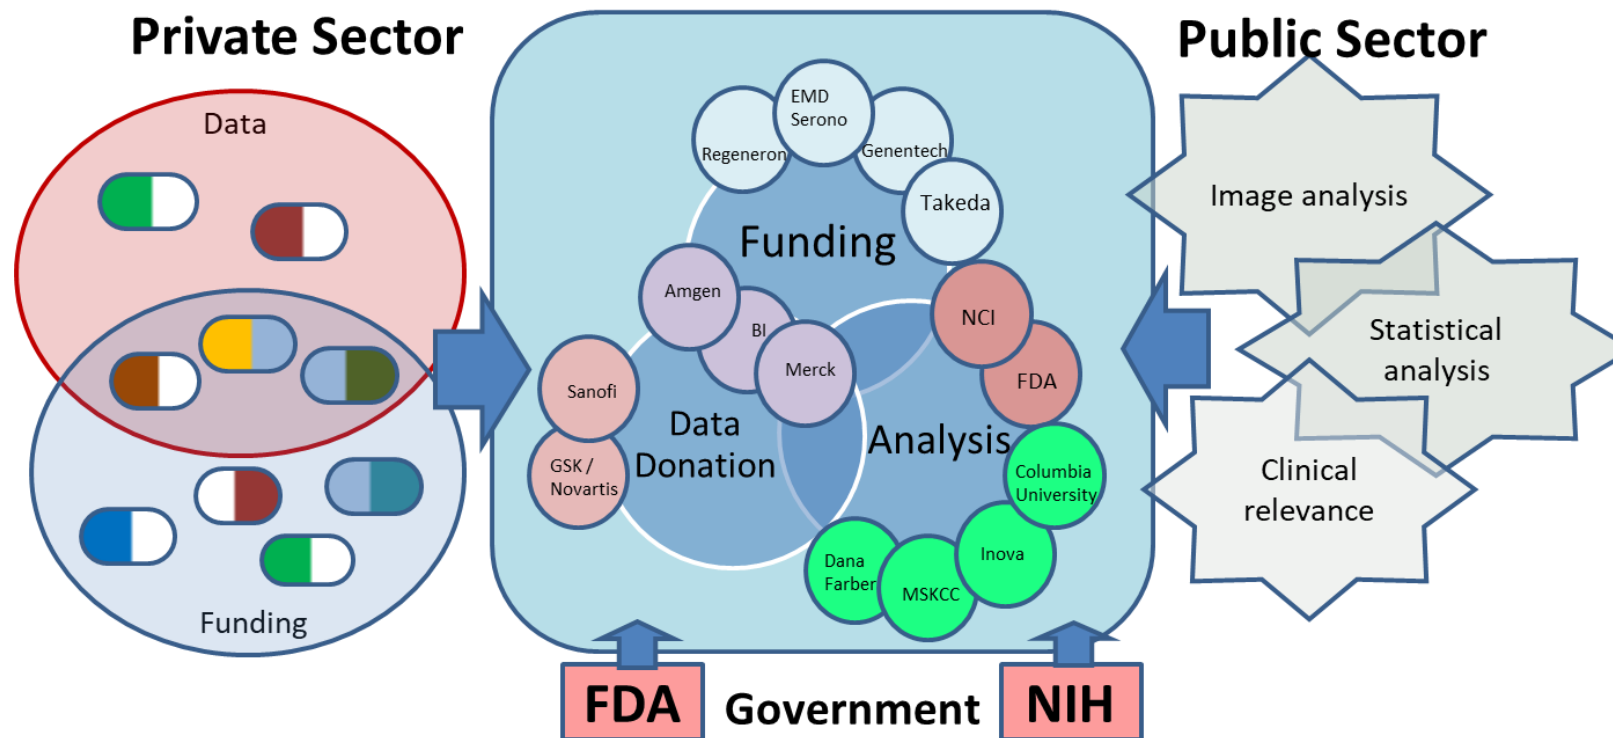 Private Sector
Public Sector
Data
Funding
EMD
Serono
Regeneron
Genentech
Takeda
Funding
Amgen
BI
Merck
NCI
FDA
Sanofi
GSK /
Novartis
Data
Donation
Analysis
Columbia
University
Inova
Dana
Farber
MSKCC
Image analysis
Statistical
analysis
Clinical
relevance
FDA
Government
NIH